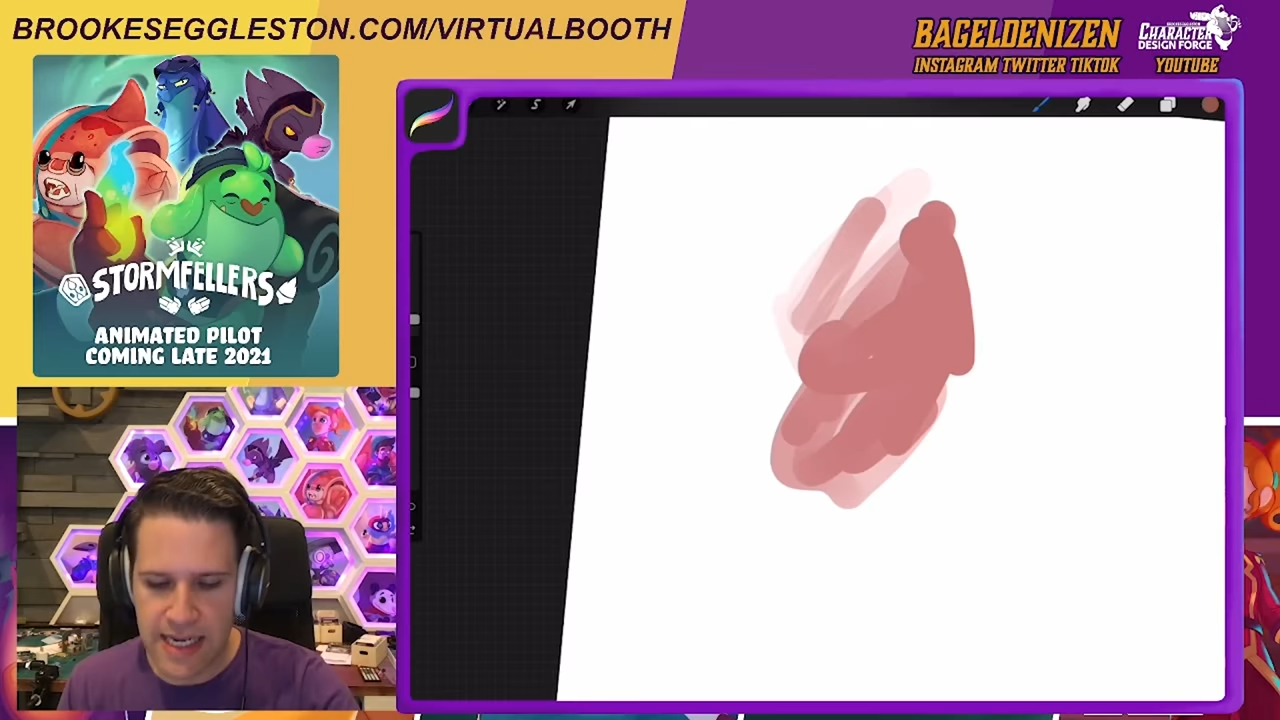 BROOKESEGGLESTON.COM/VIRTUALBOOTH
BAGELDENIZEN
INSTAGRAM TWITTER TIKTOK
CHARACTER
DESIGN FORGE
YOUTUBE
STORMFELLERS
ANIMATED PILOT
COMING LATE 2021